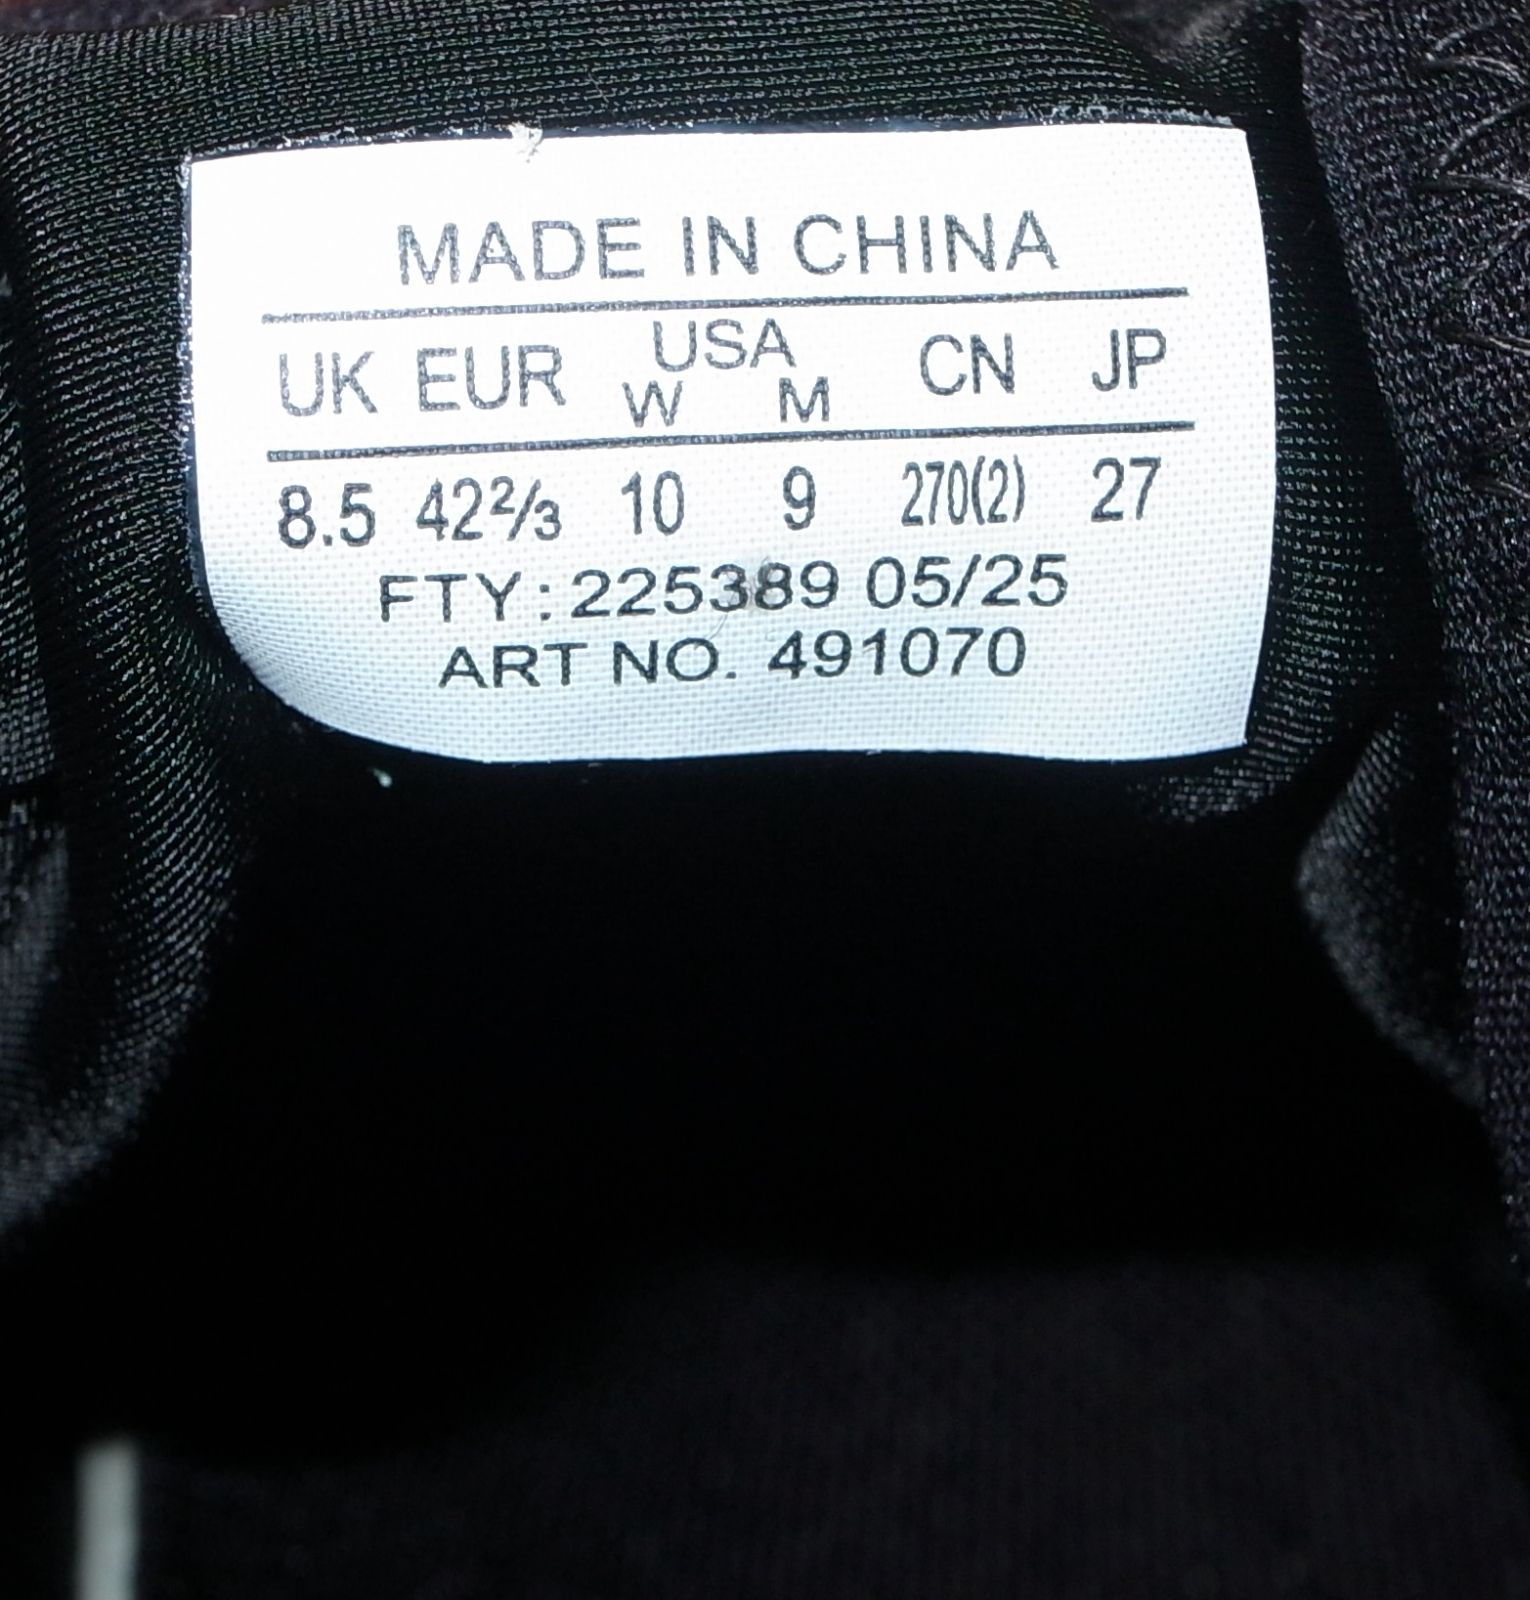 MADE IN CHINA
UK EUR USA CN JP
W M
8.5 42⅔ 10 9 270(2) 27
FTY: 225389 05/25
ART NO. 491070